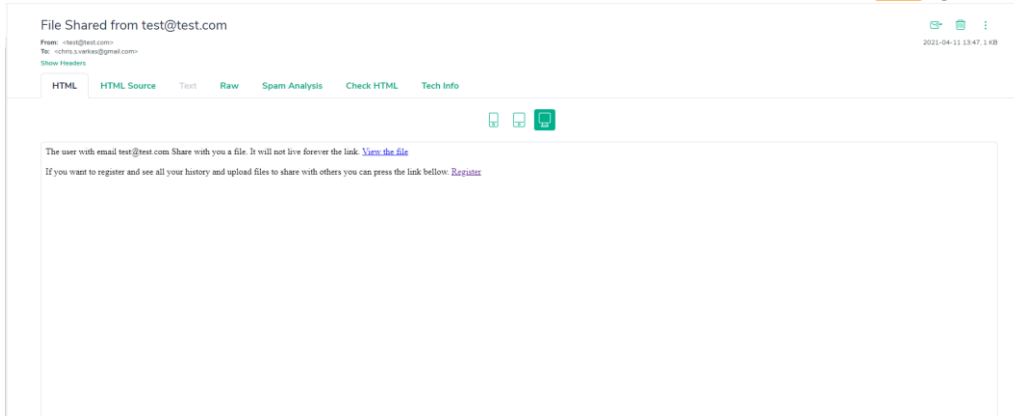 File Shared from test@test.com
From: <test@test.com>
2021-04-11 13:47, 1 KB
To: <chris.s.varkas@gmail.com>
Show Headers
HTML HTML Source Text Raw Spam Analysis Check HTML Tech Info
The user with email test@test.com Share with you a file. It will not live forever the link. View the file
If you want to register and see all your history and upload files to share with others you can press the link bellow. Register